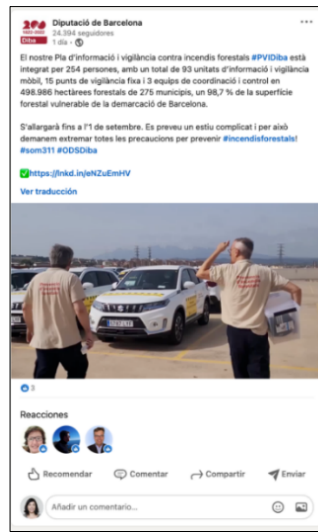 Diputació de Barcelona
24.394 seguidores
1 día
El nostre Pla d'informació i vigilància contra incendis forestals #PVIDiba està
integrat per 254 persones, amb un total de 93 unitats d'informació i vigilància
mòbil, 15 punts de vigilància fixa i 3 equips de coordinació i control en
498.986 hectàrees forestals de 275 municipis, un 98,7 % de la superfície
forestal vulnerable de la demarcació de Barcelona.
S'allargarà fins a l'1 de setembre. Es preveu un estiu complicat i per això
demanem extremar totes les precaucions per prevenir #incendisforestals!
#som311 #ODSDiba
✅https://lnkd.in/eNZuEmHV
Ver traducción
3
Reacciones
Recomendar
Comentar
Compartir
Enviar
Añadir un comentario...